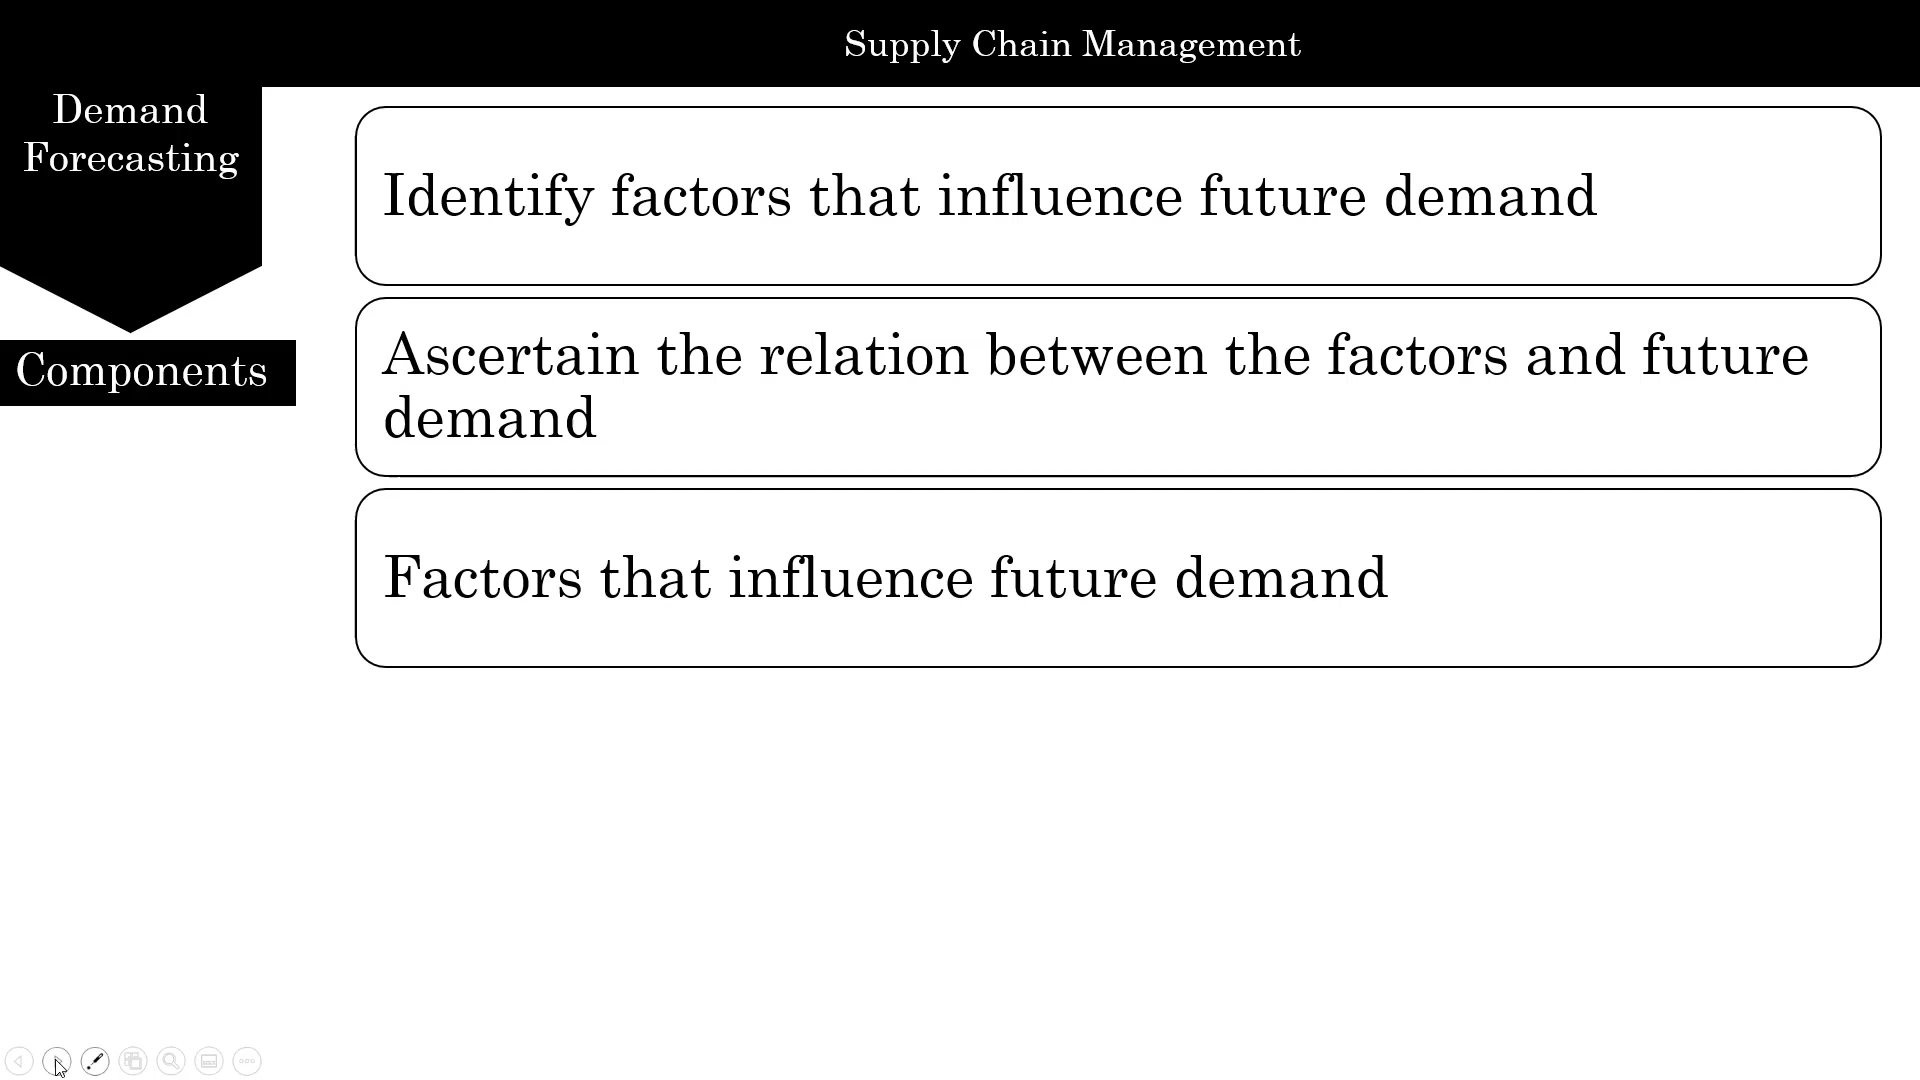 Supply Chain Management
Demand
Forecasting
Components
Identify factors that influence future demand
Ascertain the relation between the factors and future
demand
Factors that influence future demand